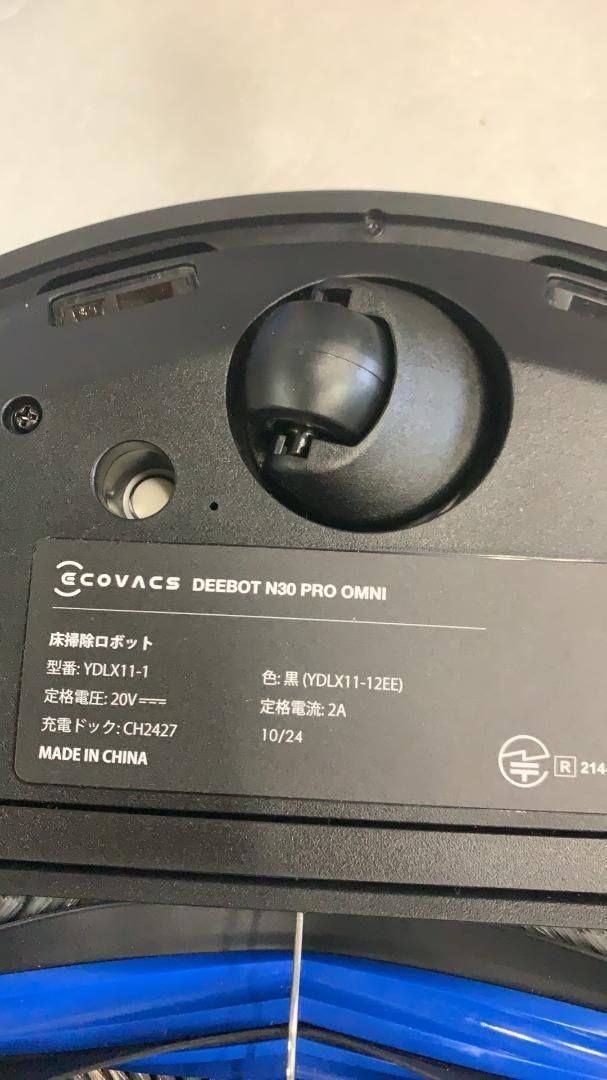 ECOVACS DEEBOT N30 PRO OMNI
床掃除ロボット
型番: YDLX11-1
色: 黒 (YDLX11-12EE)
定格電圧: 20V⎓
定格電流: 2A
充電ドック: CH2427
10/24
MADE IN CHINA
R 214-